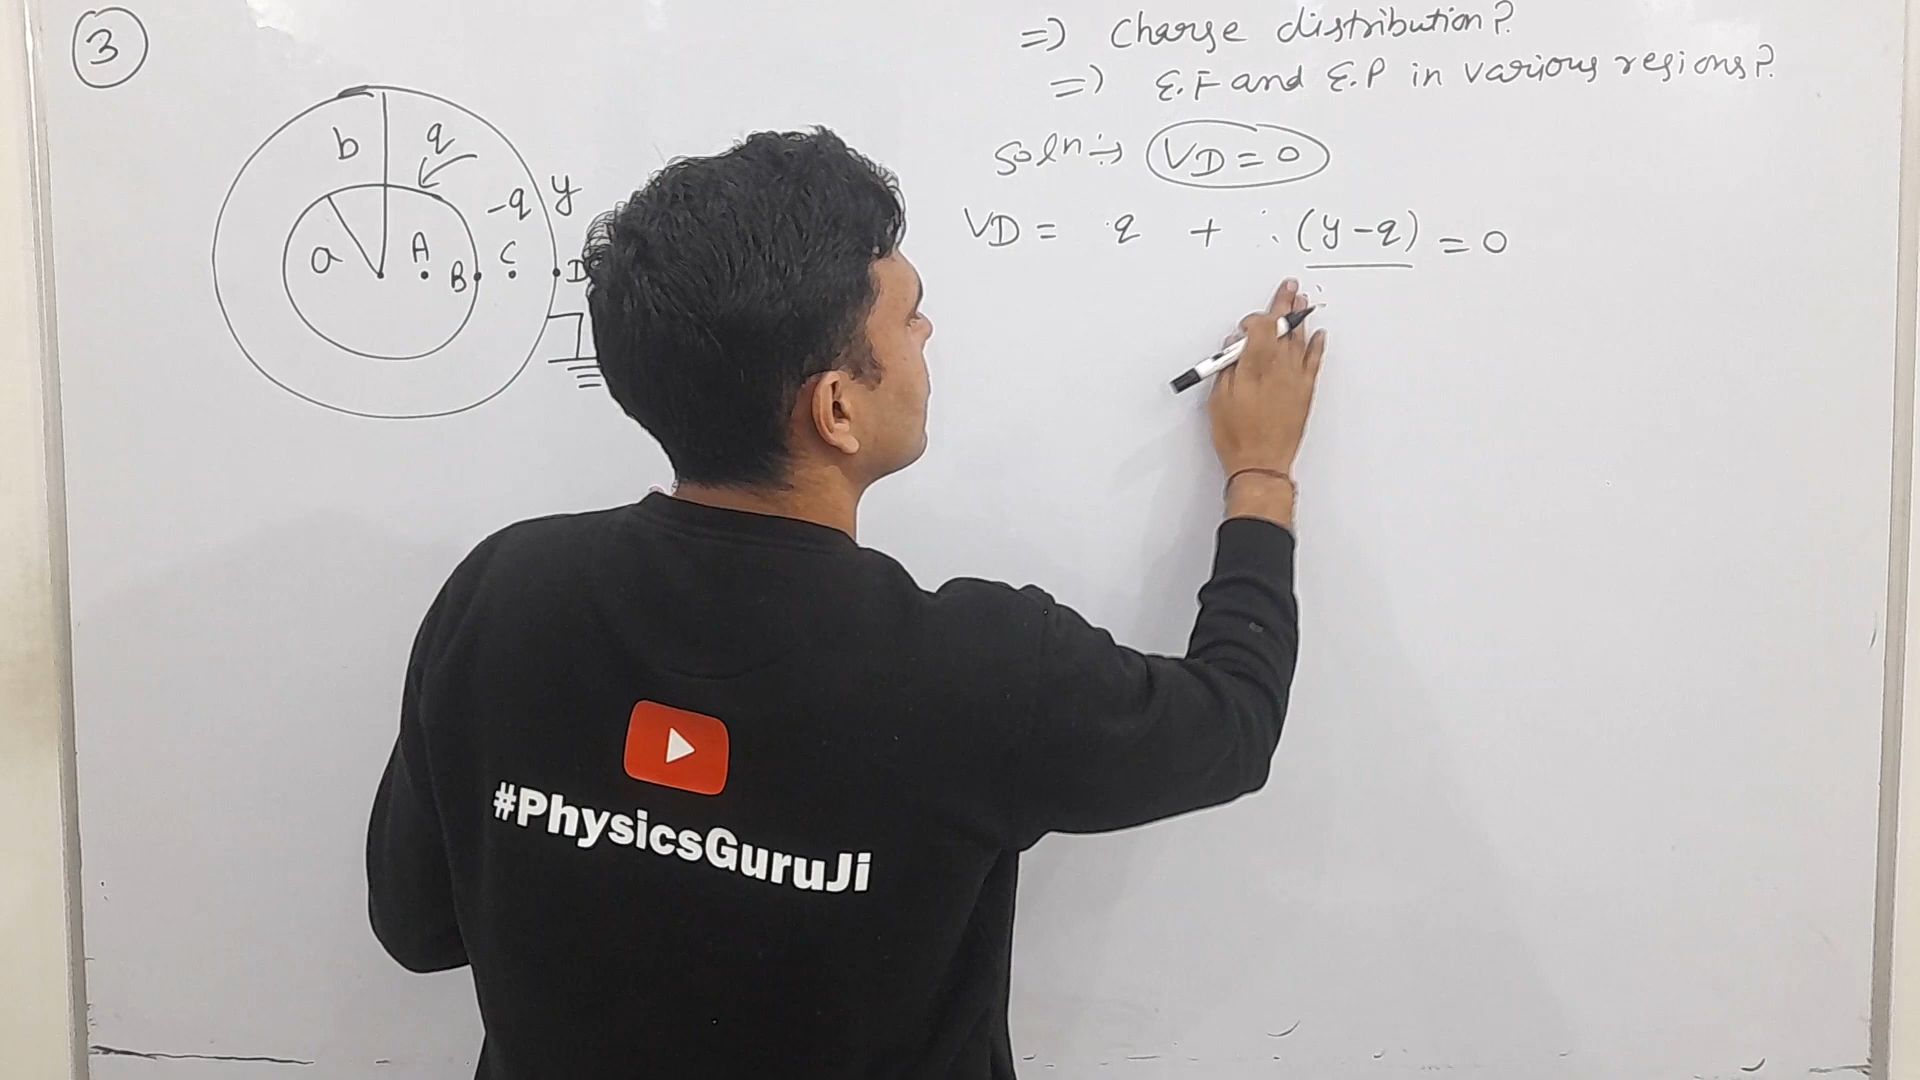 3
=) Charge distribution?
=) E.F and E.P in various regions?
b
q
-q
y
Soln :-) VD = 0
a
A
B
C
D
VD = q + (y-q) = 0
#PhysicsGuruJi